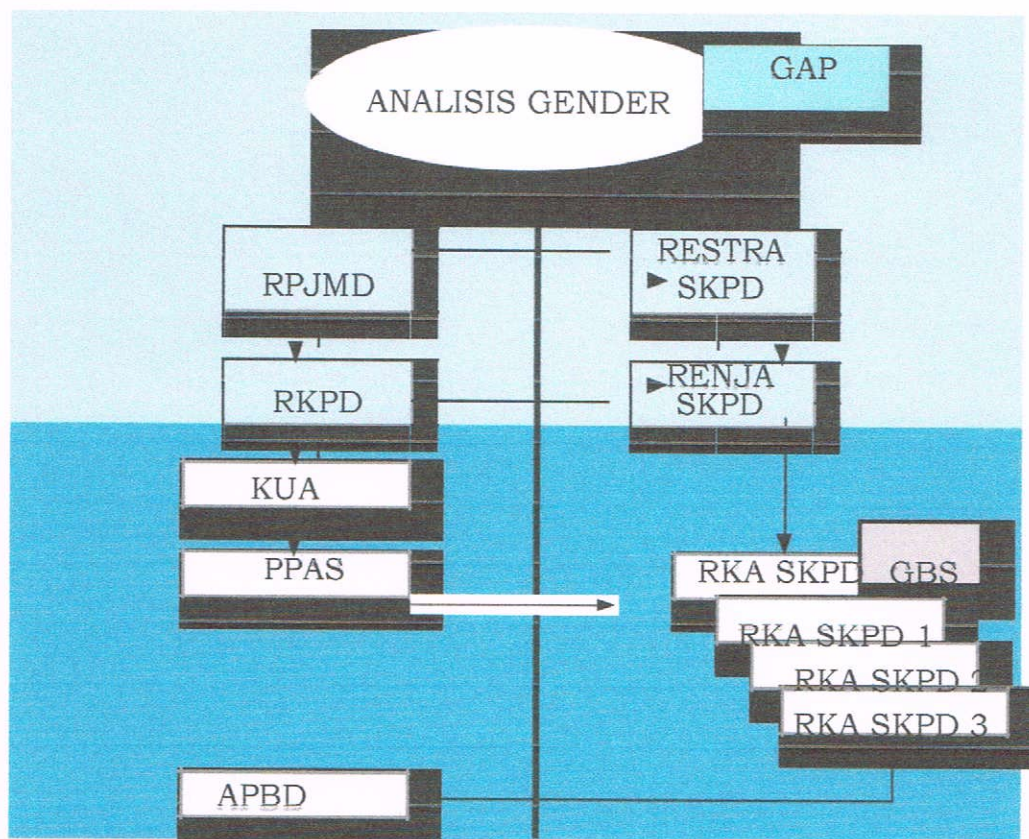 ANALISIS GENDER
GAP
RPJMD
RESTRA
SKPD
RKPD
RENJA
SKPD
KUA
PPAS
RKA SKPD
GBS
RKA SKPD 1
RKA SKPD 2
RKA SKPD 3
APBD